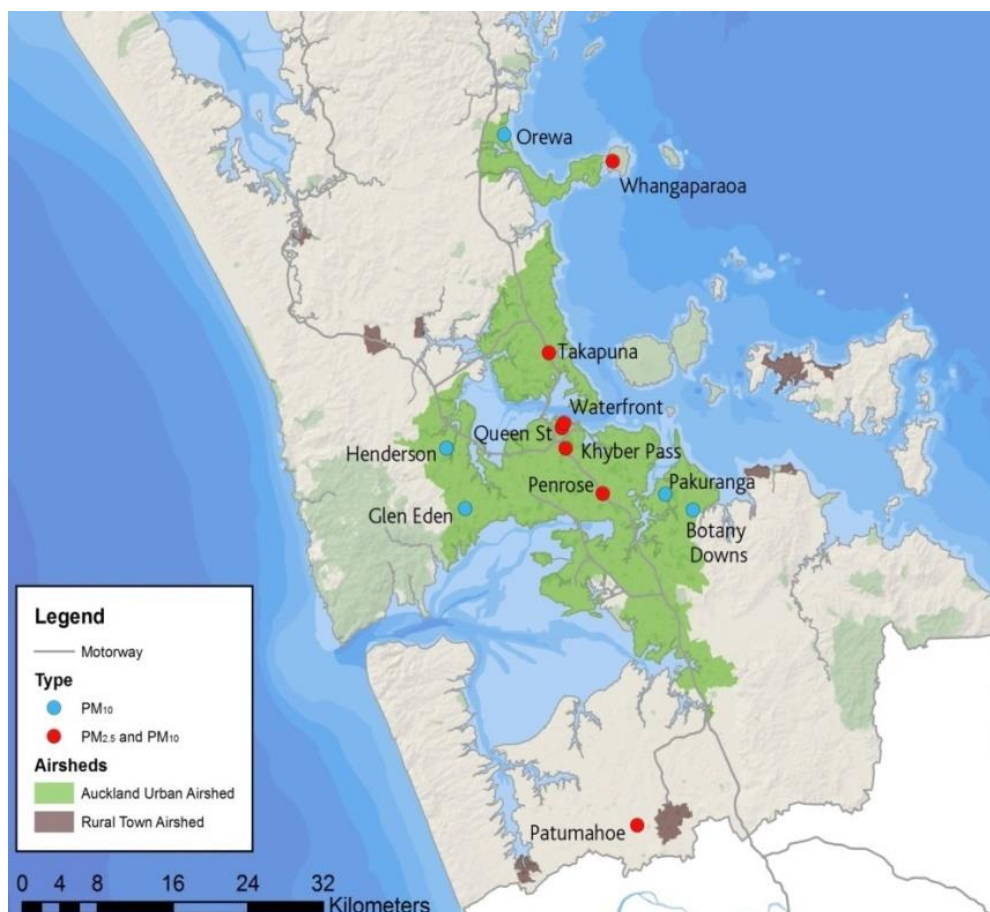 Orewa
Whangaparaoa
Takapuna
Waterfront
Queen St
Khyber Pass
Henderson
Penrose
Pakuranga
Glen Eden
Botany
Downs
Legend
Motorway
Type
PM₁₀
PM₂.₅ and PM₁₀
Airsheds
Auckland Urban Airshed
Rural Town Airshed
Patumahoe
0 4 8 16 24 32
Kilometers